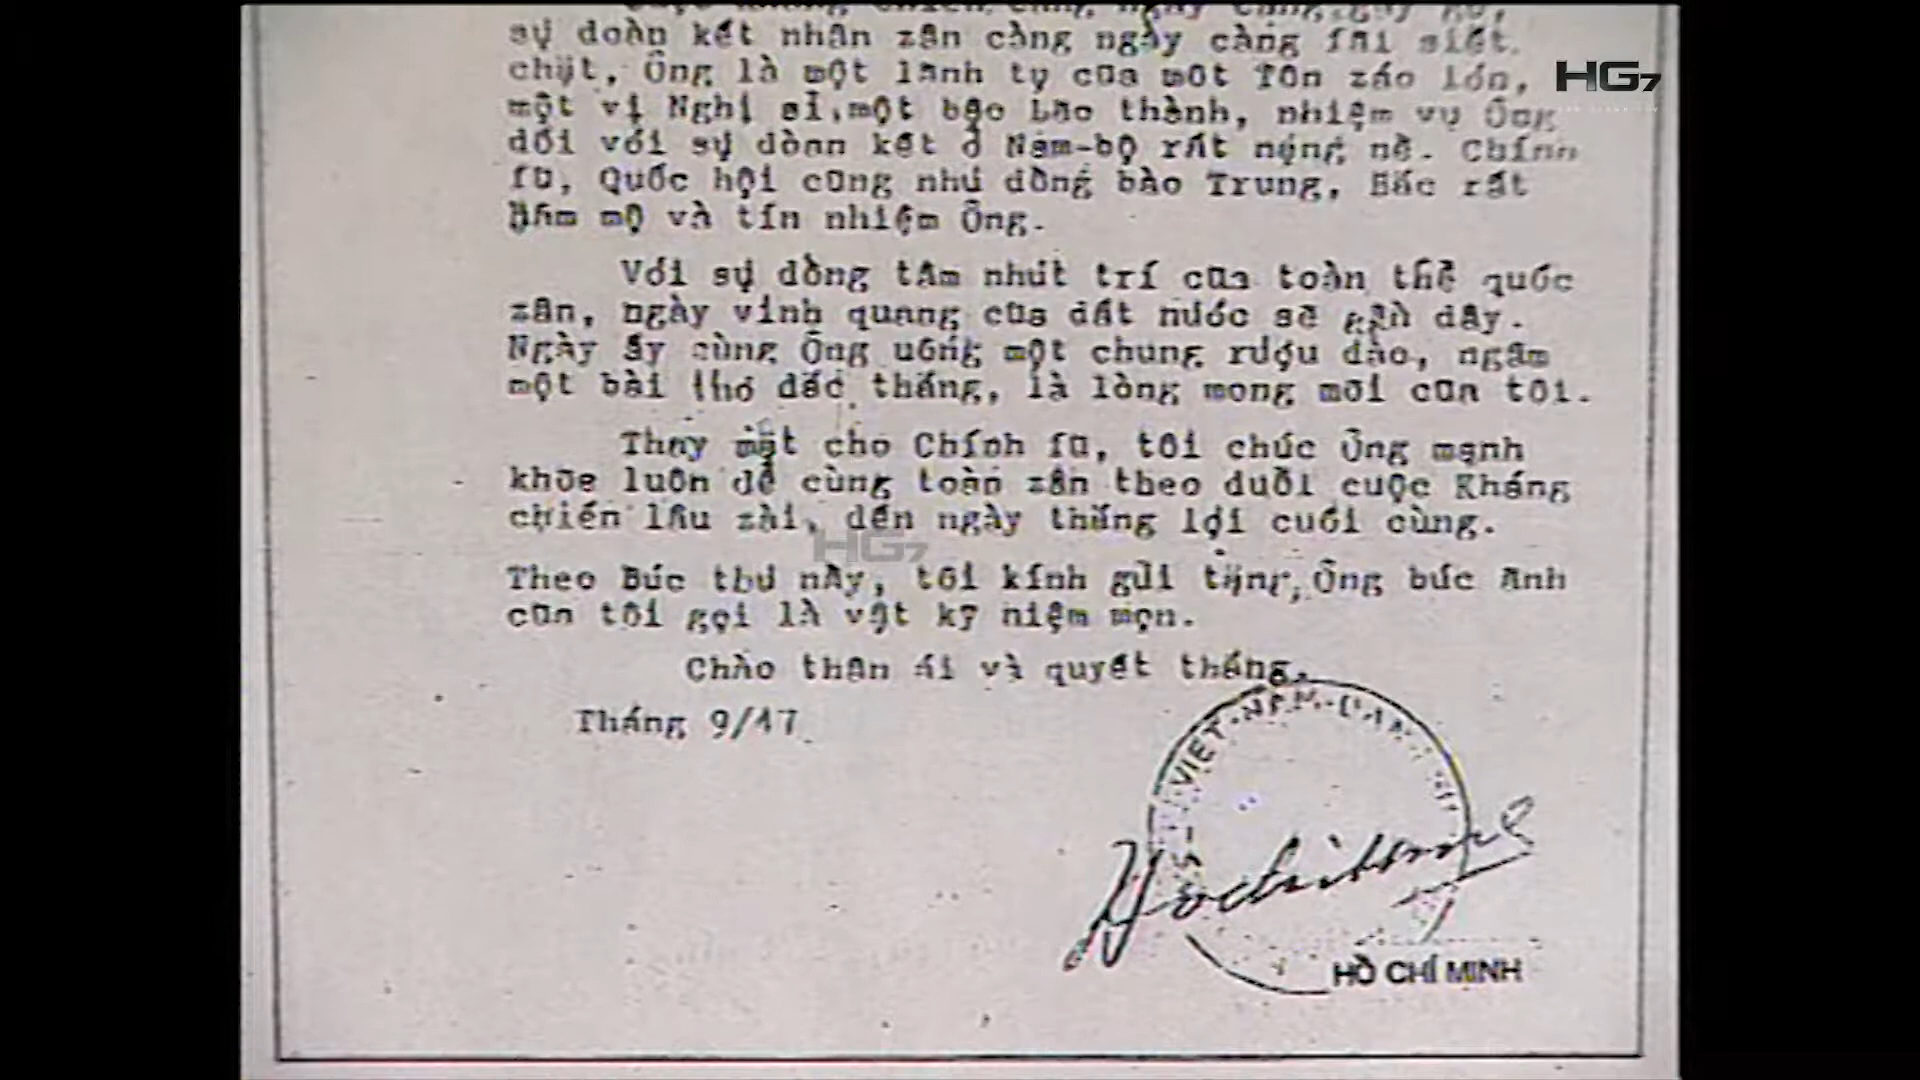 sự đoàn kết nhân zân càng ngày càng fải siết
chặt, Ông là một lãnh tụ của một Tôn záo lớn,
một vị Nghị sỉ, một bậc Lão thành, nhiệm vụ Ông
đối với sự đòan kết ở Nam-bộ rất nặng nề. Chính
fủ, Quốc hội cũng như đồng bào Trung, Bắc rất
hâm mộ và tín nhiệm Ông.
Với sự đồng tâm nhứt trí của toàn thể quốc
zân, ngày vinh quang của đất nước sẽ gần đây.
Ngày ấy cùng Ông uống một chung rượu đào, ngâm
một bài thơ đắc thắng, là lòng mong mõi của tôi.
Thay mặt cho Chính fủ, tôi chúc Ông mạnh
khỏe luôn để cùng toàn zân theo đuổi cuộc Kháng
chiến lâu zài, đến ngày thắng lợi cuối cùng.
Theo Bức thư này, tôi kính gửi tặng Ông bức ảnh
của tôi gọi là vật kỹ niệm mọn.
Chào thân ái và quyết thắng.
Tháng 9/47
VIỆT-NAM
Hochiminh
HỒ CHÍ MINH
HG7
HG7